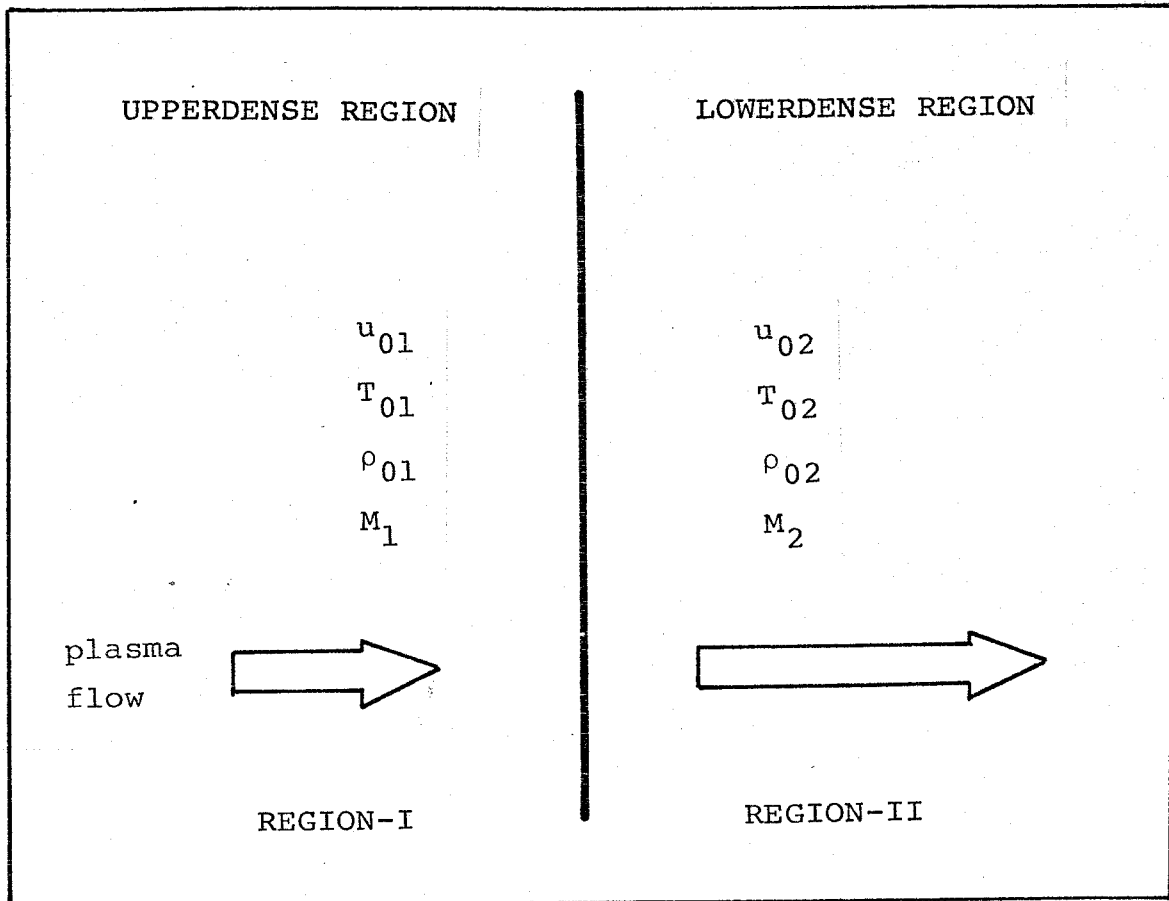 UPPERDENSE REGION
LOWERDENSE REGION
u01
T01
ρ01
M1
u02
T02
ρ02
M2
plasma
flow
REGION-I
REGION-II